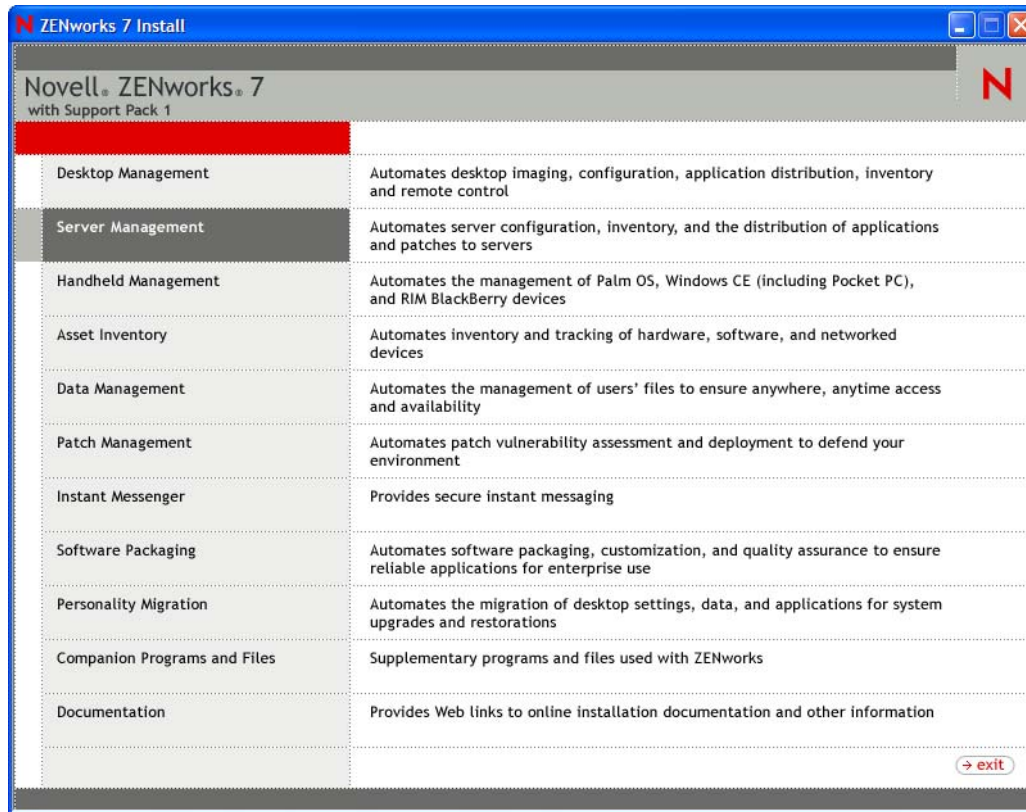 N ZENworks 7 Install
Novell® ZENworks® 7
with Support Pack 1
N
Desktop Management
Automates desktop imaging, configuration, application distribution, inventory
and remote control
Server Management
Automates server configuration, inventory, and the distribution of applications
and patches to servers
Handheld Management
Automates the management of Palm OS, Windows CE (including Pocket PC),
and RIM BlackBerry devices
Asset Inventory
Automates inventory and tracking of hardware, software, and networked
devices
Data Management
Automates the management of users’ files to ensure anywhere, anytime access
and availability
Patch Management
Automates patch vulnerability assessment and deployment to defend your
environment
Instant Messenger
Provides secure instant messaging
Software Packaging
Automates software packaging, customization, and quality assurance to ensure
reliable applications for enterprise use
Personality Migration
Automates the migration of desktop settings, data, and applications for system
upgrades and restorations
Companion Programs and Files
Supplementary programs and files used with ZENworks
Documentation
Provides Web links to online installation documentation and other information
→ exit